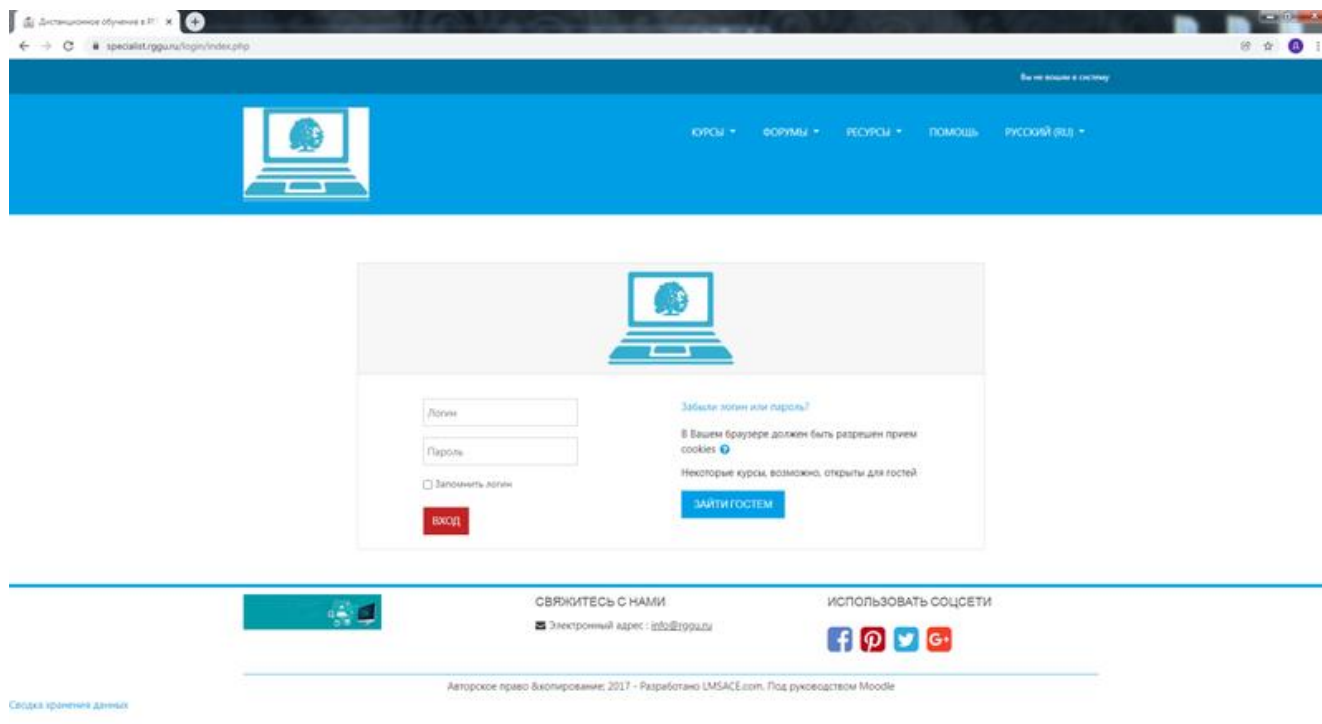 Дистанционное обучение в РГ
specialist.rggu.ru/login/index.php
Вы не вошли в систему
КУРСЫ
ФОРУМЫ
РЕСУРСЫ
ПОМОЩЬ
РУССКИЙ (RU)
Логин
Пароль
Запомнить логин
ВХОД
Забыли логин или пароль?
В Вашем браузере должен быть разрешен прием
cookies
Некоторые курсы, возможно, открыты для гостей
ЗАЙТИ ГОСТЕМ
СВЯЖИТЕСЬ С НАМИ
Электронный адрес : info@rggu.ru
ИСПОЛЬЗОВАТЬ СОЦСЕТИ
Авторское право &копирование; 2017 - Разработано LMSACE.com. Под руководством Moodle
Сводка хранения данных